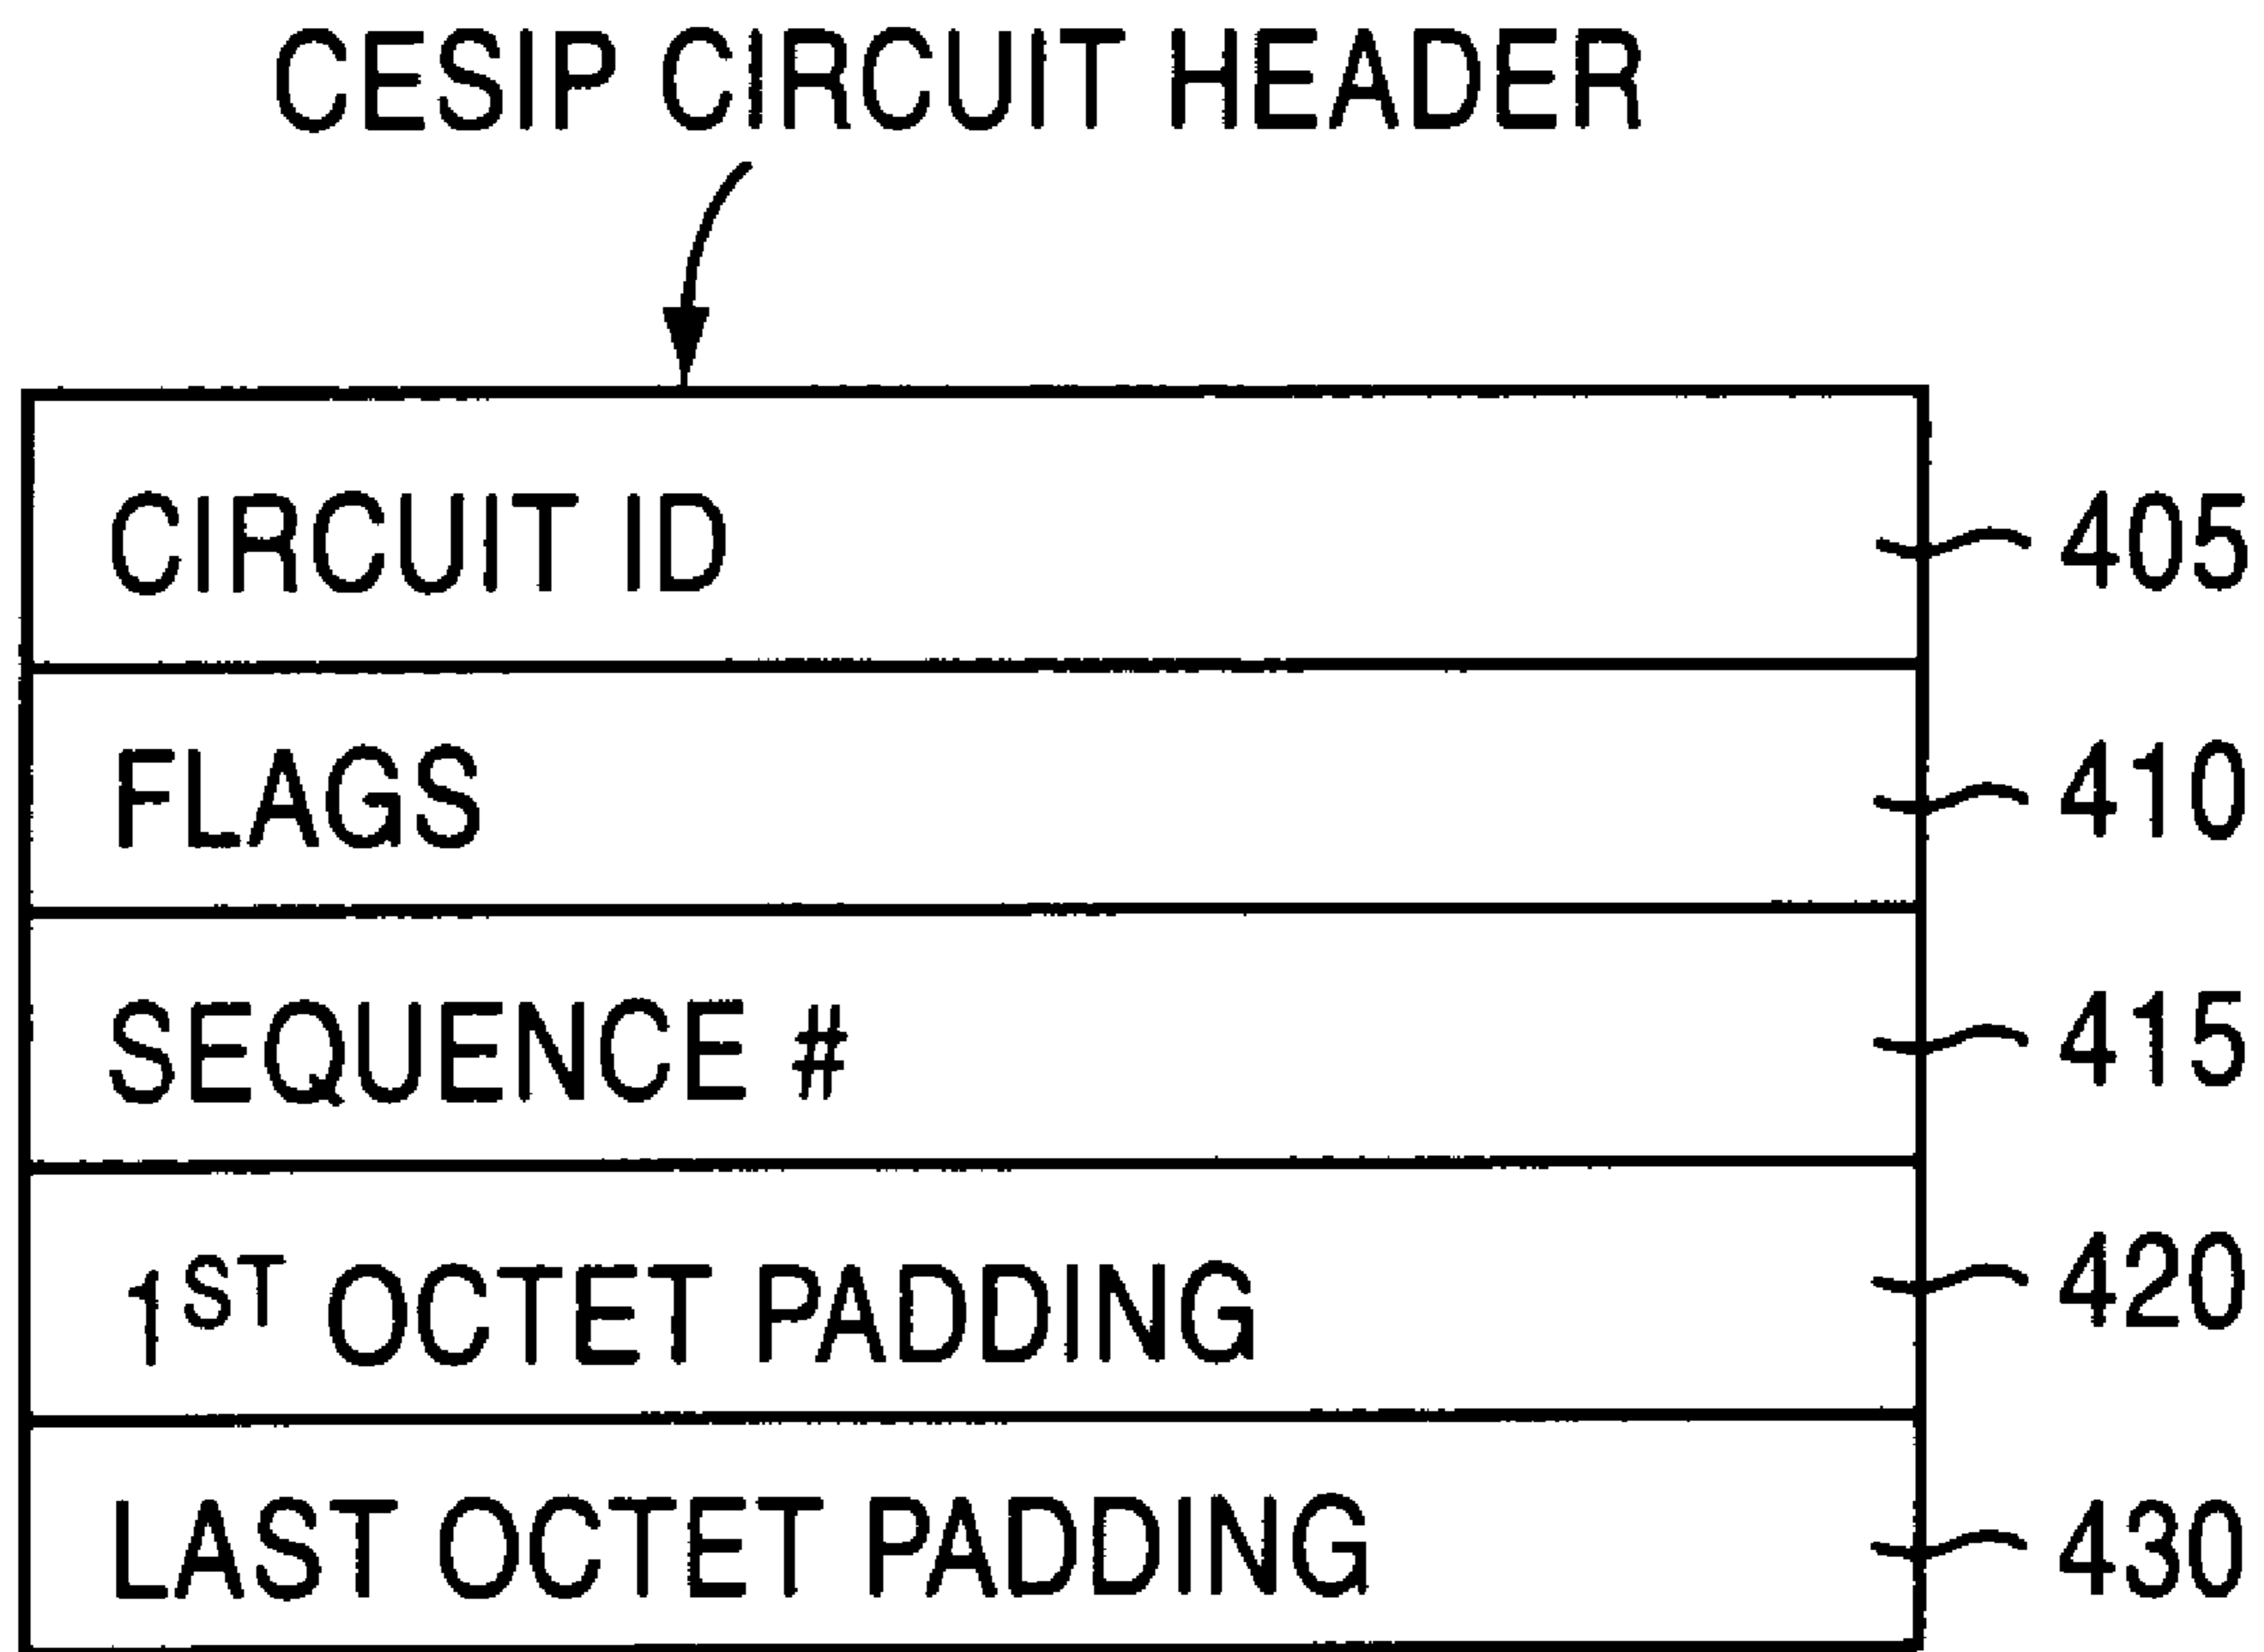 CESIP CIRCUIT HEADER
CIRCUIT ID 405
FLAGS 410
SEQUENCE # 415
1ST OCTET PADDING 420
LAST OCTET PADDING 430